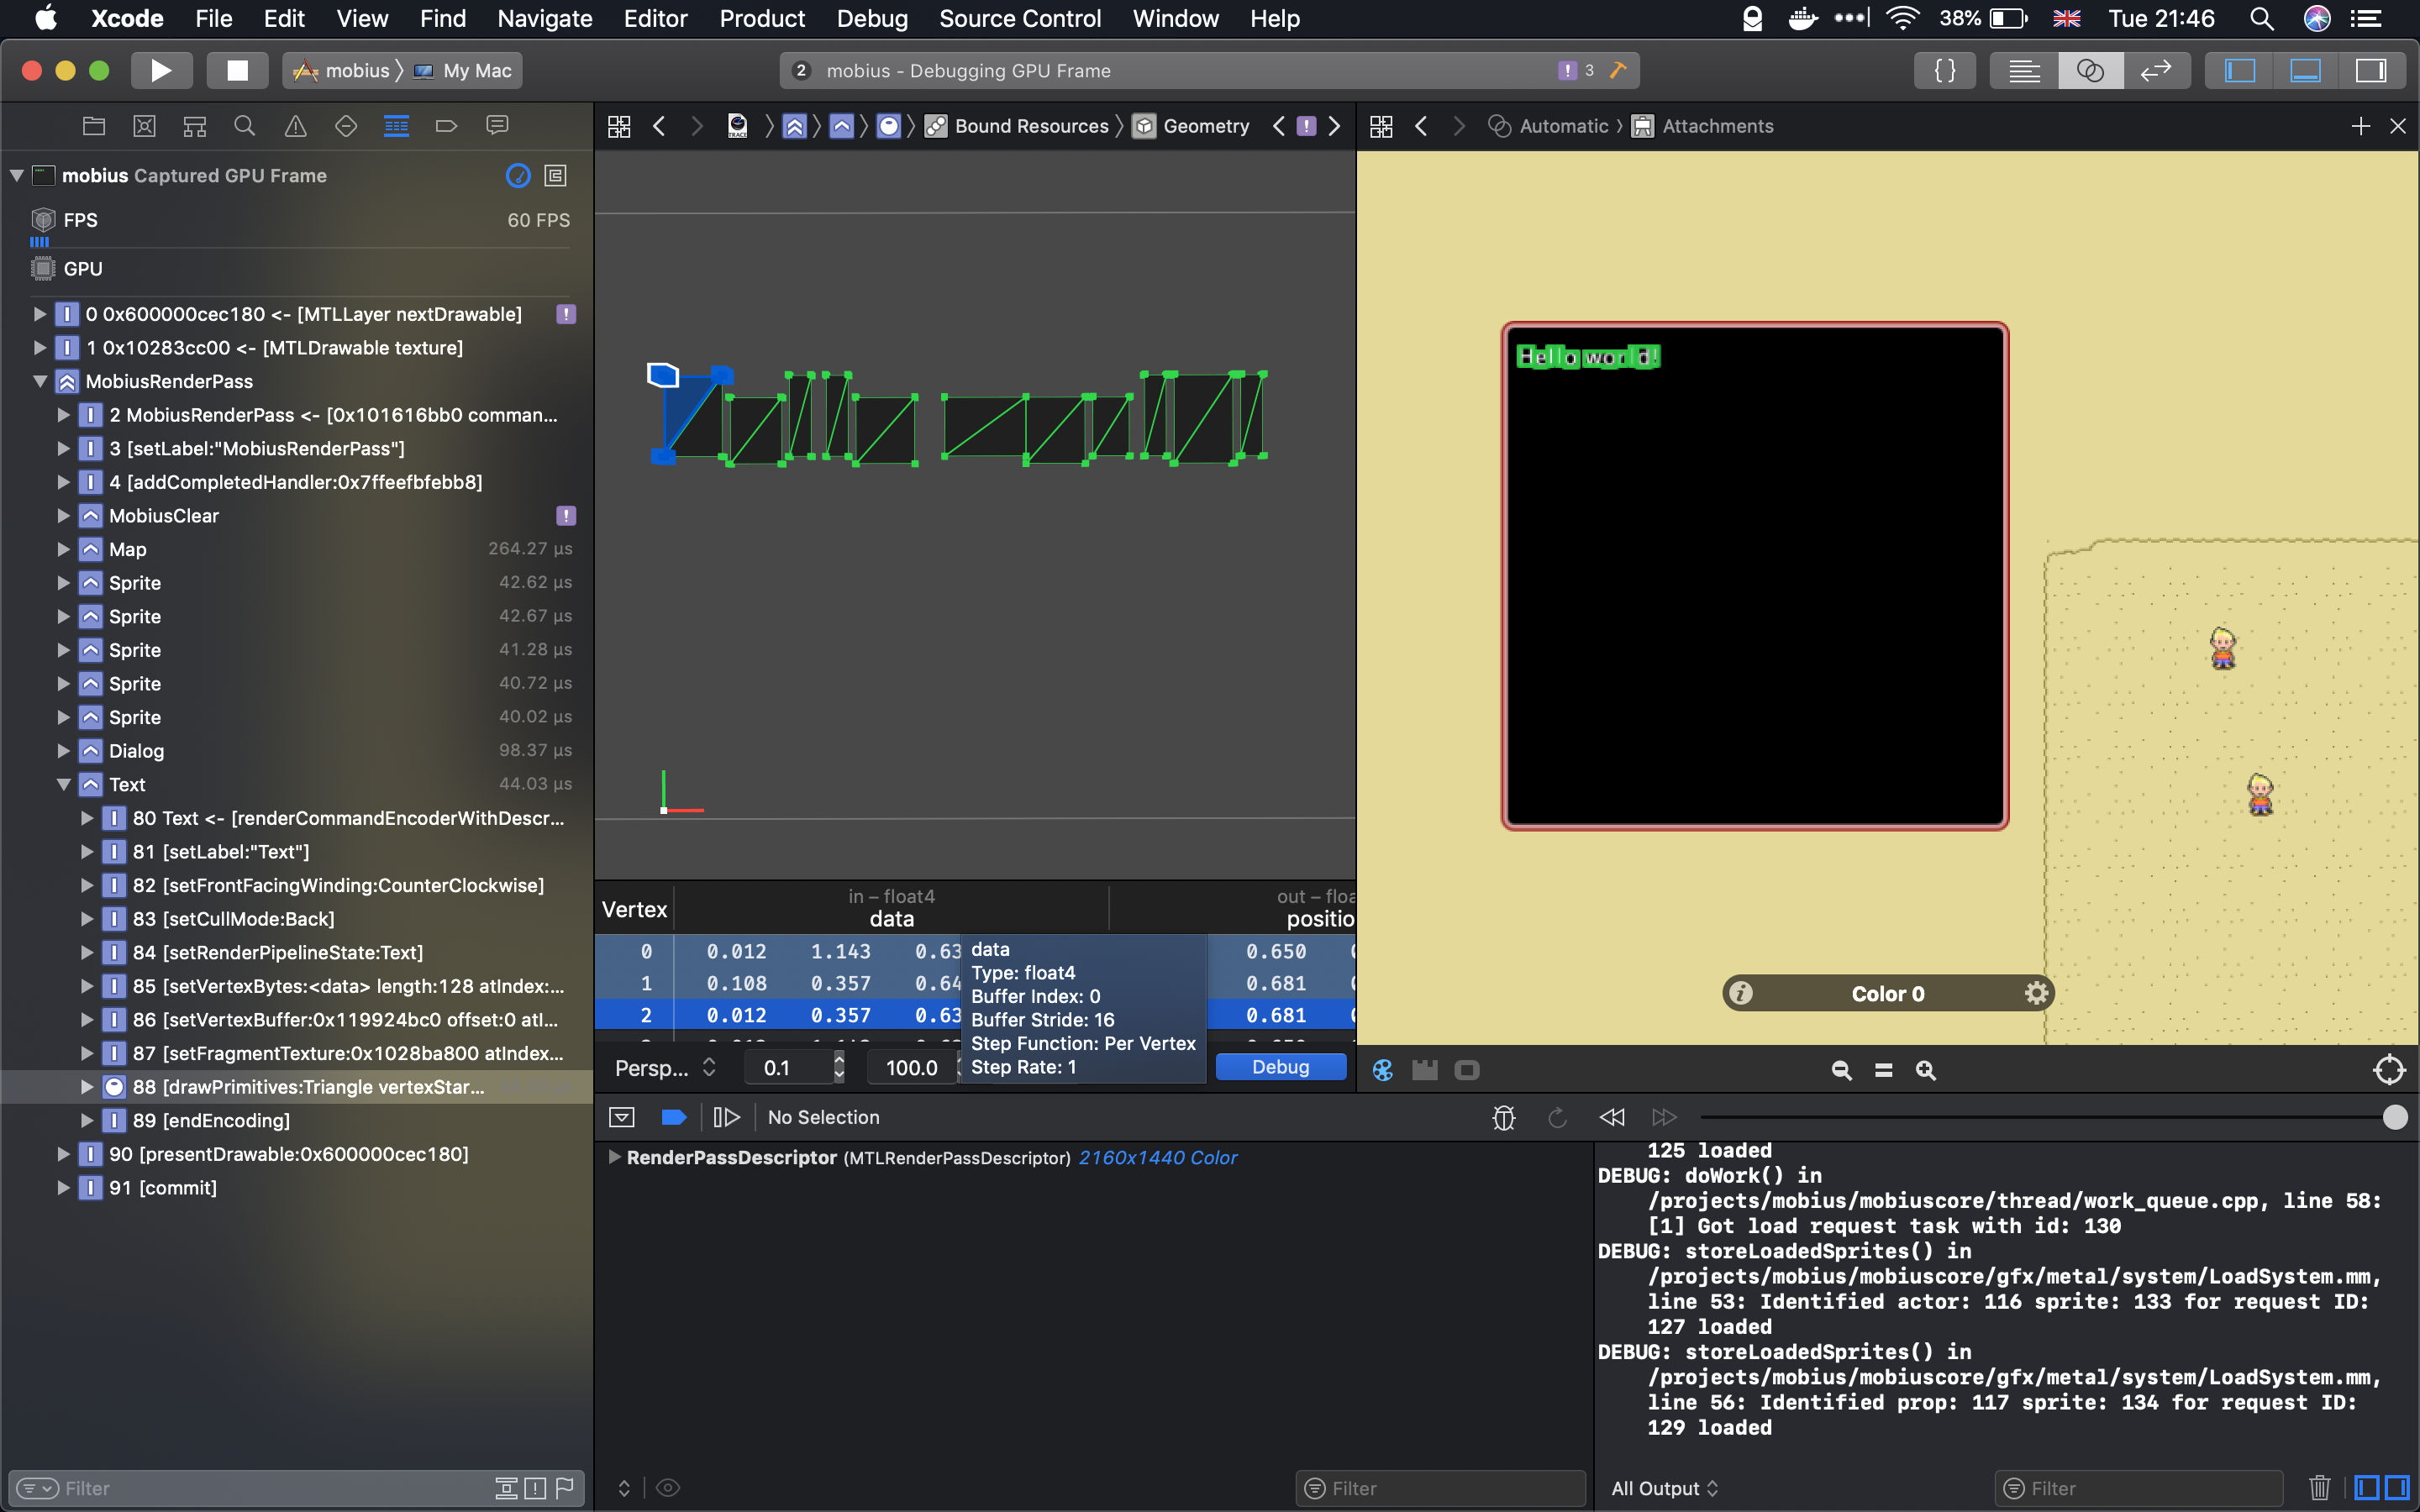 Xcode File Edit View Find Navigate Editor Product Debug Source Control Window Help 38% Tue 21:46
mobius My Mac
2 mobius - Debugging GPU Frame ! 3
{}
TRACE Bound Resources Geometry
Automatic Attachments
mobius Captured GPU Frame
FPS 60 FPS
GPU
0 0x600000cec180 <- [MTLLayer nextDrawable]
1 0x10283cc00 <- [MTLDrawable texture]
MobiusRenderPass
2 MobiusRenderPass <- [0x101616bb0 comman...
3 [setLabel:"MobiusRenderPass"]
4 [addCompletedHandler:0x7ffeefbfebb8]
MobiusClear
Map 264.27 µs
Sprite 42.62 µs
Sprite 42.67 µs
Sprite 41.28 µs
Sprite 40.72 µs
Sprite 40.02 µs
Dialog 98.37 µs
Text 44.03 µs
80 Text <- [renderCommandEncoderWithDescr...
81 [setLabel:"Text"]
82 [setFrontFacingWinding:CounterClockwise]
83 [setCullMode:Back]
84 [setRenderPipelineState:Text]
85 [setVertexBytes:<data> length:128 atIndex:...
86 [setVertexBuffer:0x119924bc0 offset:0 atI...
87 [setFragmentTexture:0x1028ba800 atIndex...
88 [drawPrimitives:Triangle vertexStar...
89 [endEncoding]
90 [presentDrawable:0x600000cec180]
91 [commit]
Filter
Vertex
in – float4
data
out – floa
positio
0 0.012 1.143 0.63 0.650
1 0.108 0.357 0.64 0.681
2 0.012 0.357 0.63 0.681
data
Type: float4
Buffer Index: 0
Buffer Stride: 16
Step Function: Per Vertex
Step Rate: 1
Persp... 0.1 100.0 Debug
Hello world!
Color 0
No Selection
RenderPassDescriptor (MTLRenderPassDescriptor) 2160x1440 Color
Filter
125 loaded
DEBUG: doWork() in
/projects/mobius/mobiuscore/thread/work_queue.cpp, line 58:
[1] Got load request task with id: 130
DEBUG: storeLoadedSprites() in
/projects/mobius/mobiuscore/gfx/metal/system/LoadSystem.mm,
line 53: Identified actor: 116 sprite: 133 for request ID:
127 loaded
DEBUG: storeLoadedSprites() in
/projects/mobius/mobiuscore/gfx/metal/system/LoadSystem.mm,
line 56: Identified prop: 117 sprite: 134 for request ID:
129 loaded
All Output Filter